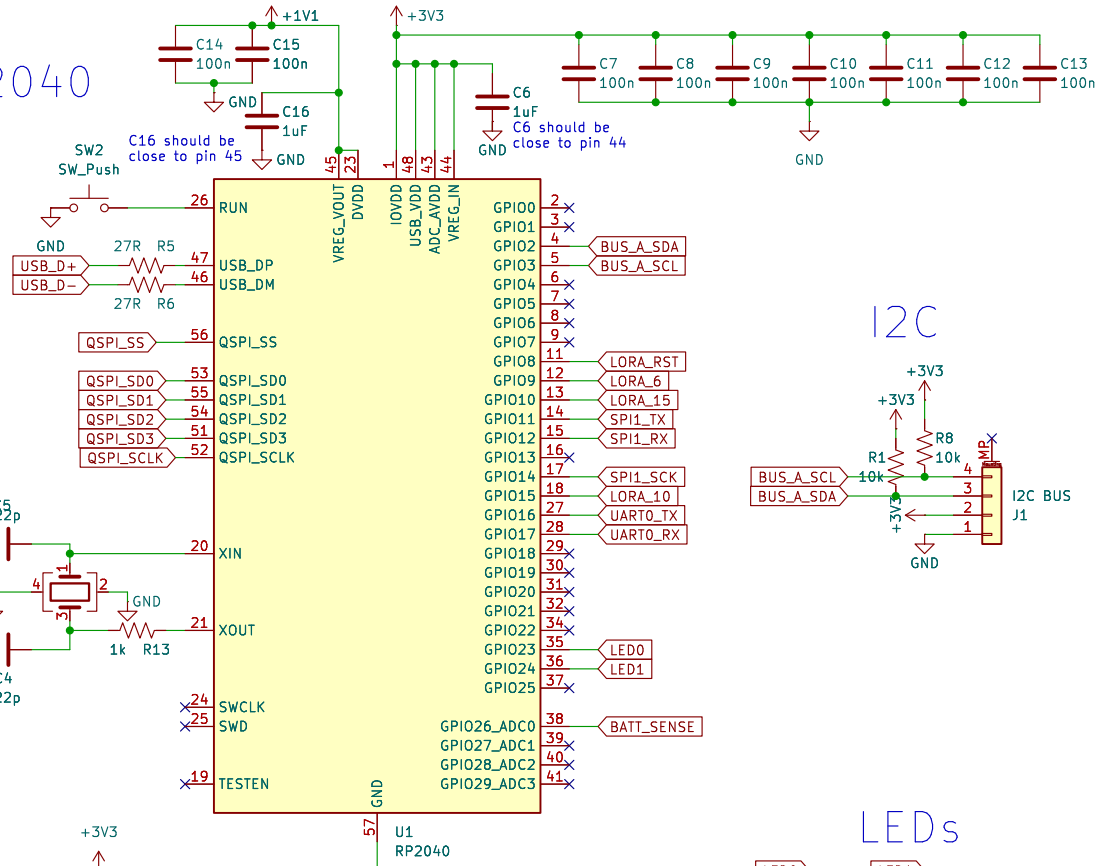 2040
+1V1
C14
100n
C15
100n
GND
C16
1uF
C16 should be
close to pin 45
GND
+3V3
C6
1uF
C6 should be
close to pin 44
GND
C7
100n
C8
100n
C9
100n
C10
100n
C11
100n
C12
100n
C13
100n
GND
SW2
SW_Push
GND
45
23
1
48
43
44
VREG_VOUT
DVDD
IOVDD
USB_VDD
ADC_AVDD
VREG_IN
26 RUN
27R R5
USB_D+
47 USB_DP
USB_D-
46 USB_DM
27R R6
QSPI_SS 56 QSPI_SS
QSPI_SD0 53 QSPI_SD0
QSPI_SD1 55 QSPI_SD1
QSPI_SD2 54 QSPI_SD2
QSPI_SD3 51 QSPI_SD3
QSPI_SCLK 52 QSPI_SCLK
22p
20 XIN
1
4
2
3
GND
1k R13
21 XOUT
22p
24 SWCLK
25 SWD
19 TESTEN
GPIO0 2
GPIO1 3
GPIO2 4 BUS_A_SDA
GPIO3 5 BUS_A_SCL
GPIO4 6
GPIO5 7
GPIO6 8
GPIO7 9
GPIO8 11 LORA_RST
GPIO9 12 LORA_6
GPIO10 13 LORA_15
GPIO11 14 SPI1_TX
GPIO12 15 SPI1_RX
GPIO13 16
GPIO14 17 SPI1_SCK
GPIO15 18 LORA_10
GPIO16 27 UART0_TX
GPIO17 28 UART0_RX
GPIO18 29
GPIO19 30
GPIO20 31
GPIO21 32
GPIO22 34
GPIO23 35 LED0
GPIO24 36 LED1
GPIO25 37
GPIO26_ADC0 38 BATT_SENSE
GPIO27_ADC1 39
GPIO28_ADC2 40
GPIO29_ADC3 41
GND
57
U1
RP2040
+3V3
I2C
+3V3
+3V3
R8
10k
R1
10k
MP
BUS_A_SCL 4
BUS_A_SDA 3
+3V3 2
1
GND
I2C BUS
J1
LEDs